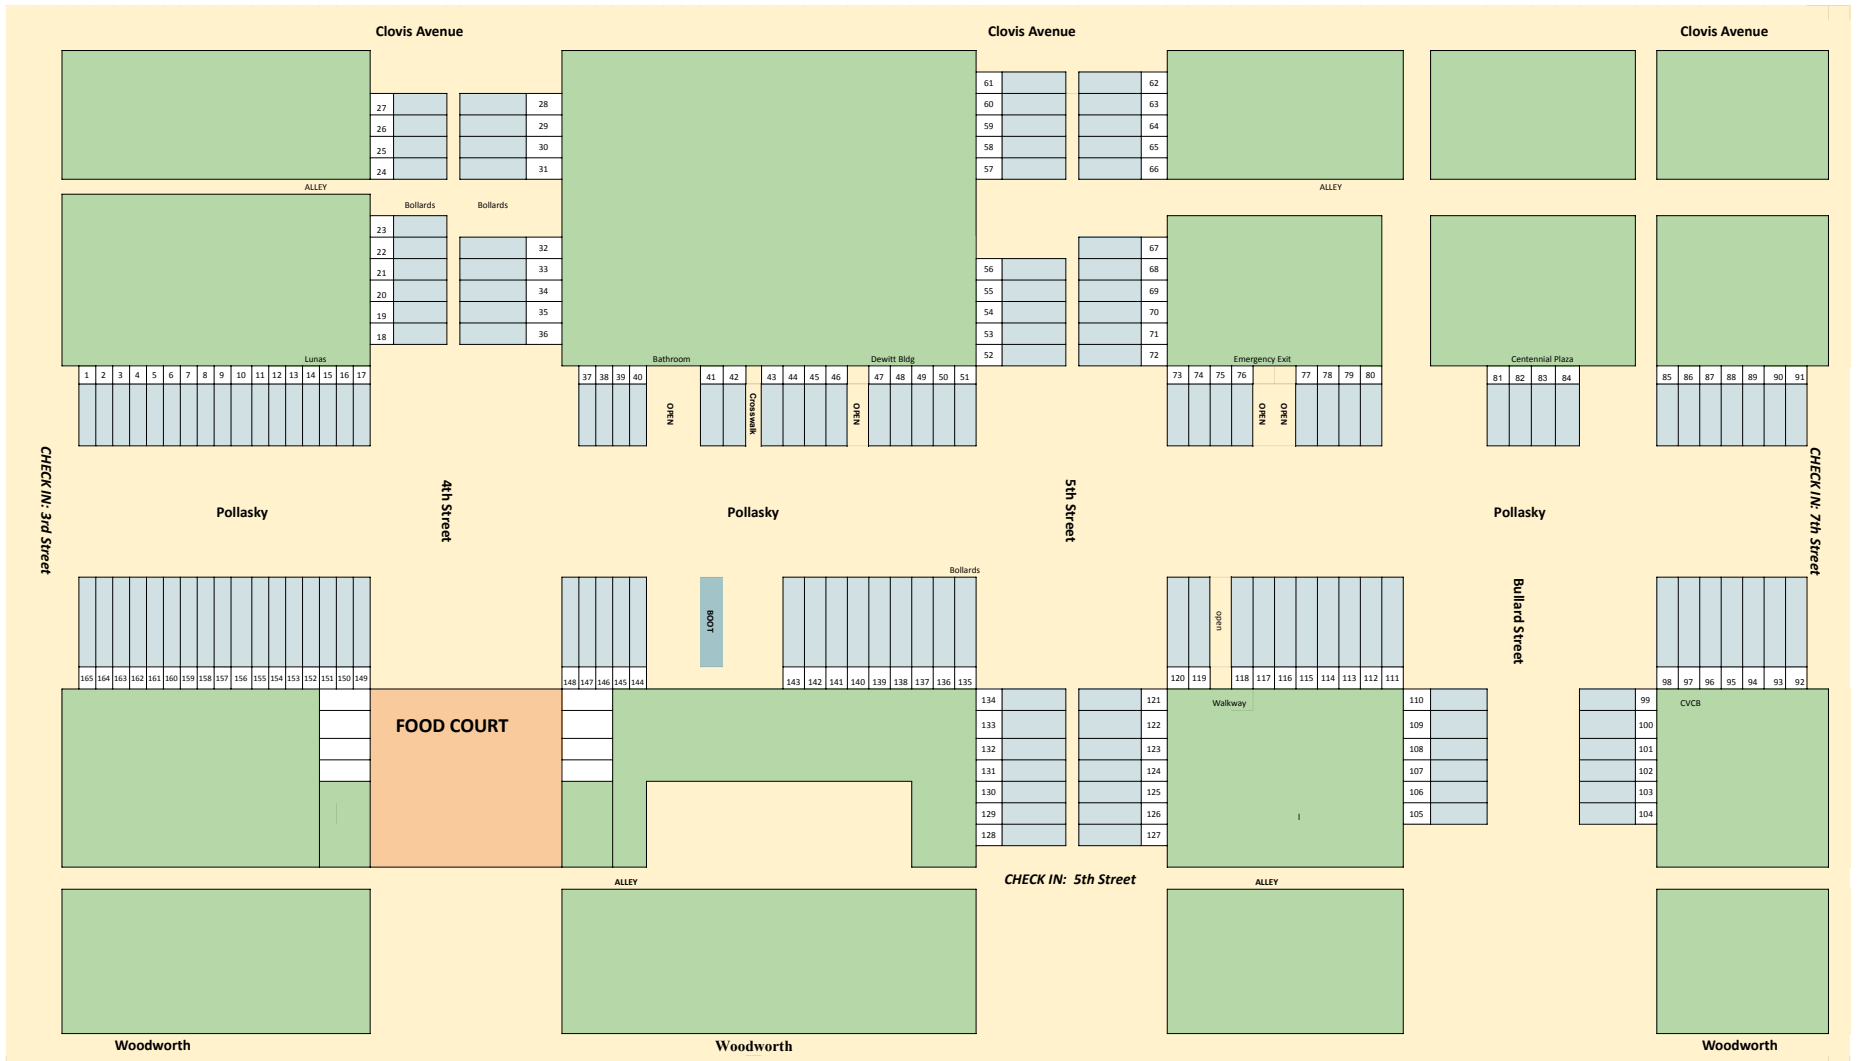 Clovis Avenue Clovis Avenue Clovis Avenue
61 62
27 28 60 63
26 29 59 64
25 30 58 65
24 31 57 66
ALLEY ALLEY
Bollards Bollards
23
22 32 67
21 33 56 68
20 34 55 69
19 35 54 70
18 36 53 71
52 72
Lunas Bathroom Dewitt Bldg Emergency Exit Centennial Plaza
1 2 3 4 5 6 7 8 9 10 11 12 13 14 15 16 17 37 38 39 40 41 42 43 44 45 46 47 48 49 50 51 73 74 75 76 77 78 79 80 81 82 83 84 85 86 87 88 89 90 91
OPEN Crosswalk OPEN OPEN OPEN
CHECK IN: 3rd Street
4th Street
5th Street
CHECK IN: 7th Street
Pollasky Pollasky Pollasky
Bollards
BOOT
open
Bullard Street
165 164 163 162 161 160 159 158 157 156 155 154 153 152 151 150 149 148 147 146 145 144 143 142 141 140 139 138 137 136 135 120 119 118 117 116 115 114 113 112 111 98 97 96 95 94 93 92
134 121 Walkway 110 99 CVCB
FOOD COURT 133 122 109 100
132 123 108 101
131 124 107 102
130 125 106 103
129 126 I 105 104
128 127
ALLEY CHECK IN: 5th Street ALLEY
Woodworth Woodworth Woodworth